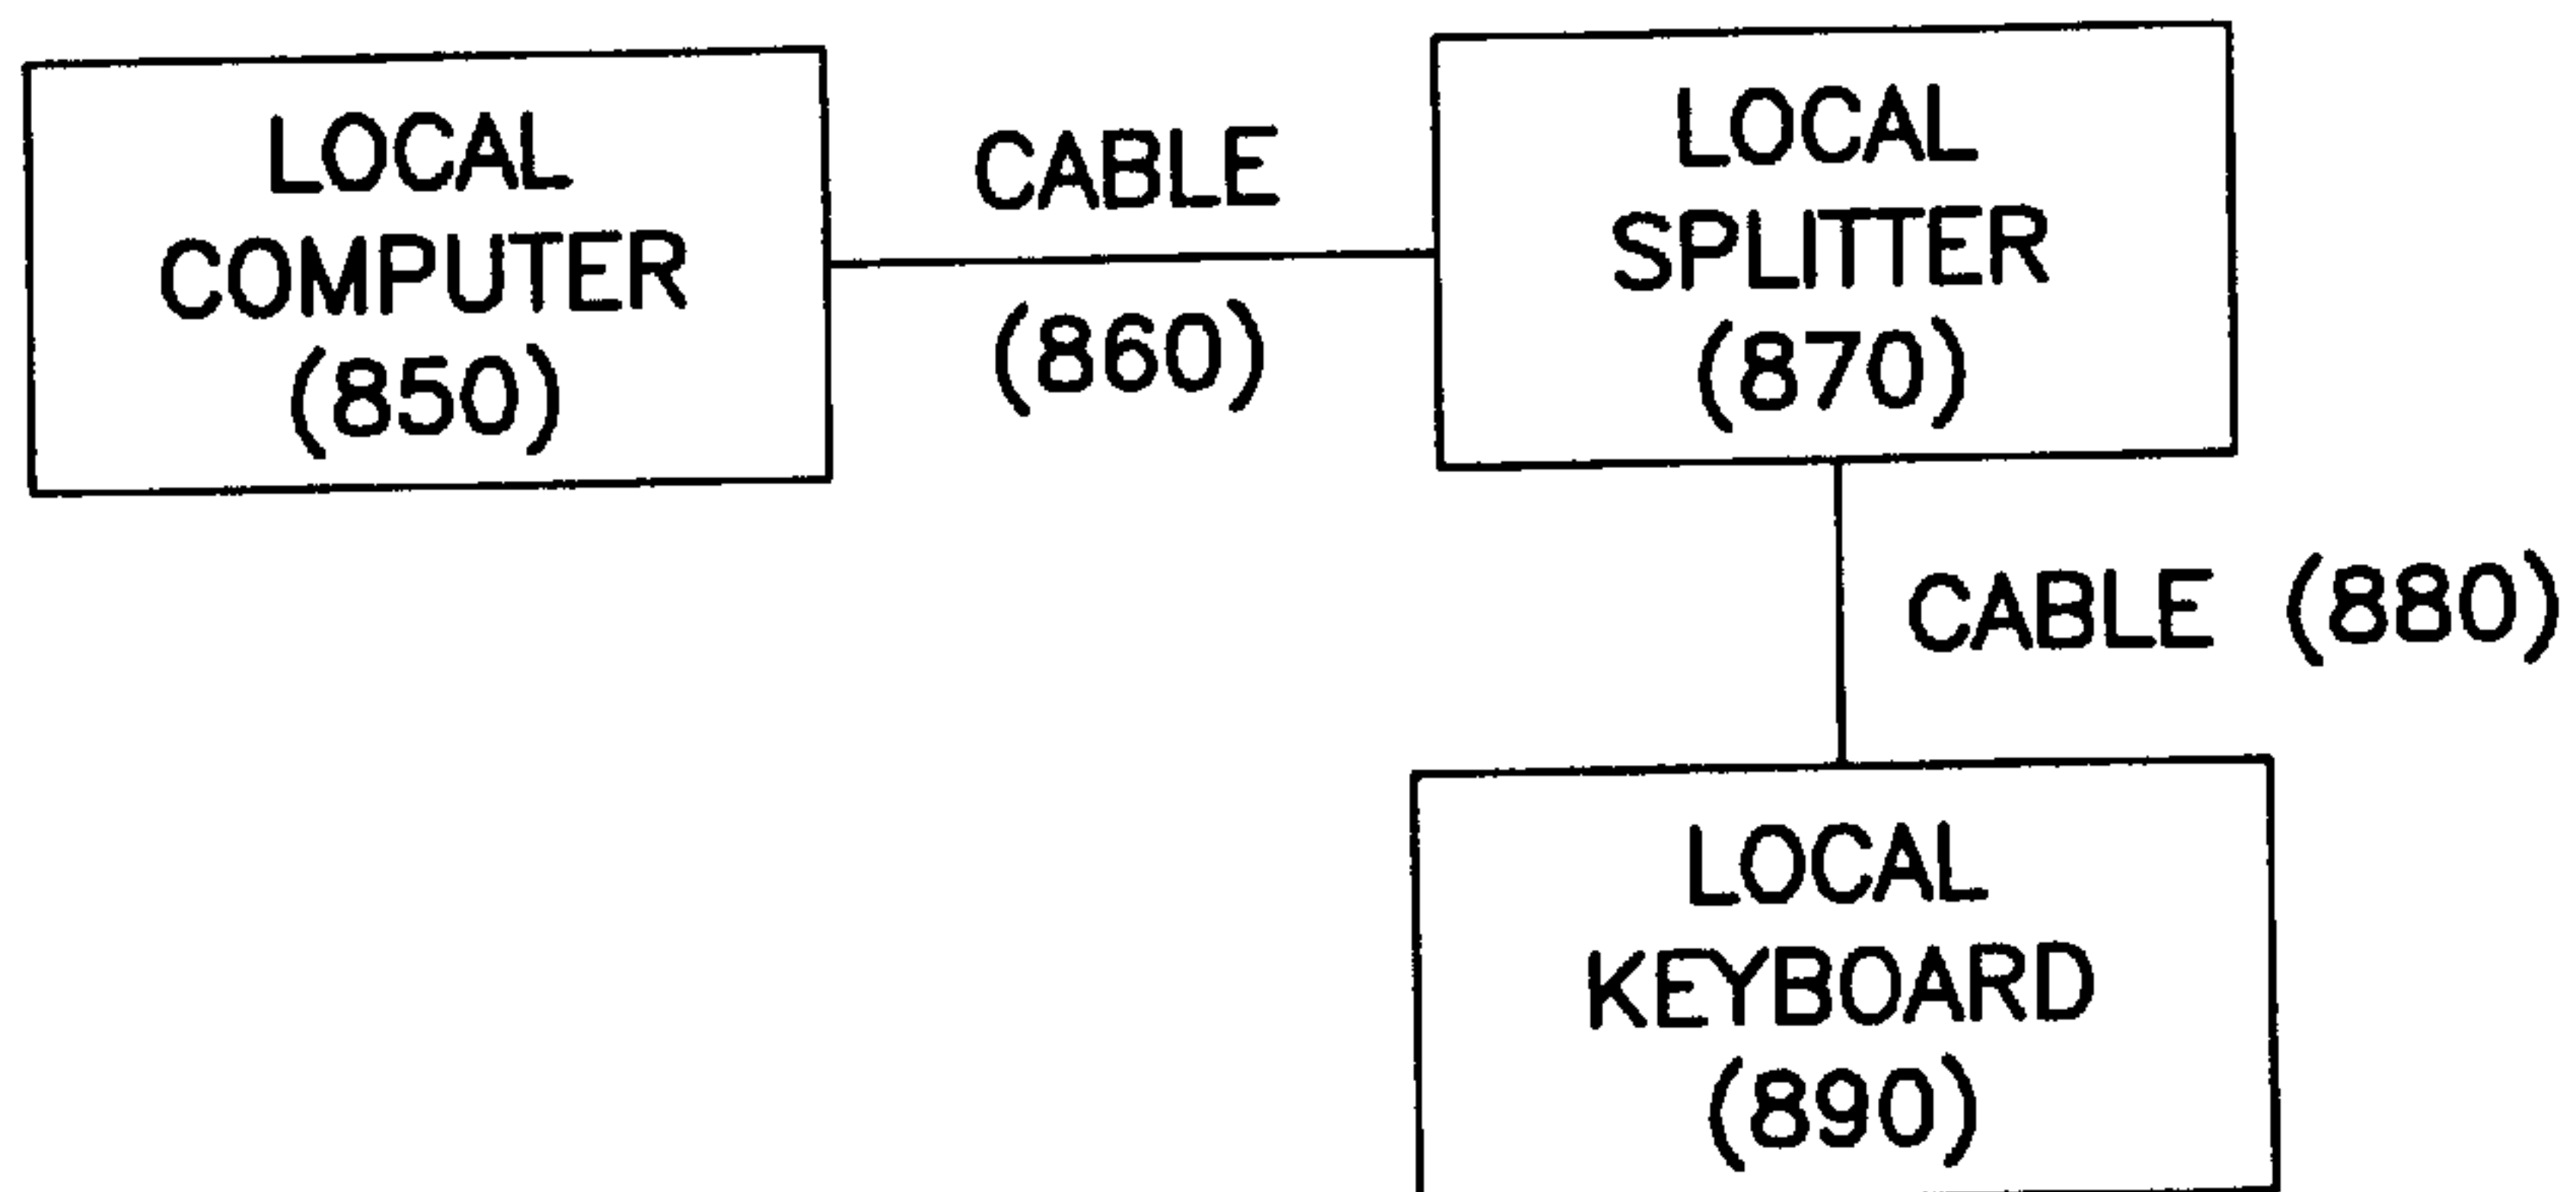 LOCAL
COMPUTER
(850)
CABLE
(860)
LOCAL
SPLITTER
(870)
CABLE (880)
LOCAL
KEYBOARD
(890)